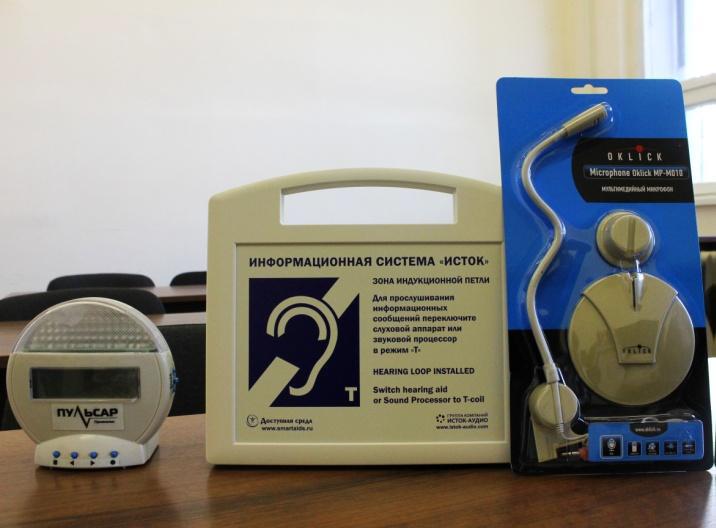 ПУЛЬСАР
ИНФОРМАЦИОННАЯ СИСТЕМА «ИСТОК»
ЗОНА ИНДУКЦИОННОЙ ПЕТЛИ
Для прослушивания
информационных
сообщений переключите
слуховой аппарат или
звуковой процессор
в режим «Т»
HEARING LOOP INSTALLED
Switch hearing aid
or Sound Processor to T-coil
T
Доступная среда
www.smartaids.ru
ГРУППА КОМПАНИЙ
ИСТОК-АУДИО
www.istok-audio.com
OKLICK
Microphone Oklick MP-M010
МУЛЬТИМЕДИЙНЫЙ МИКРОФОН
OKLICK
www.oklick.ru